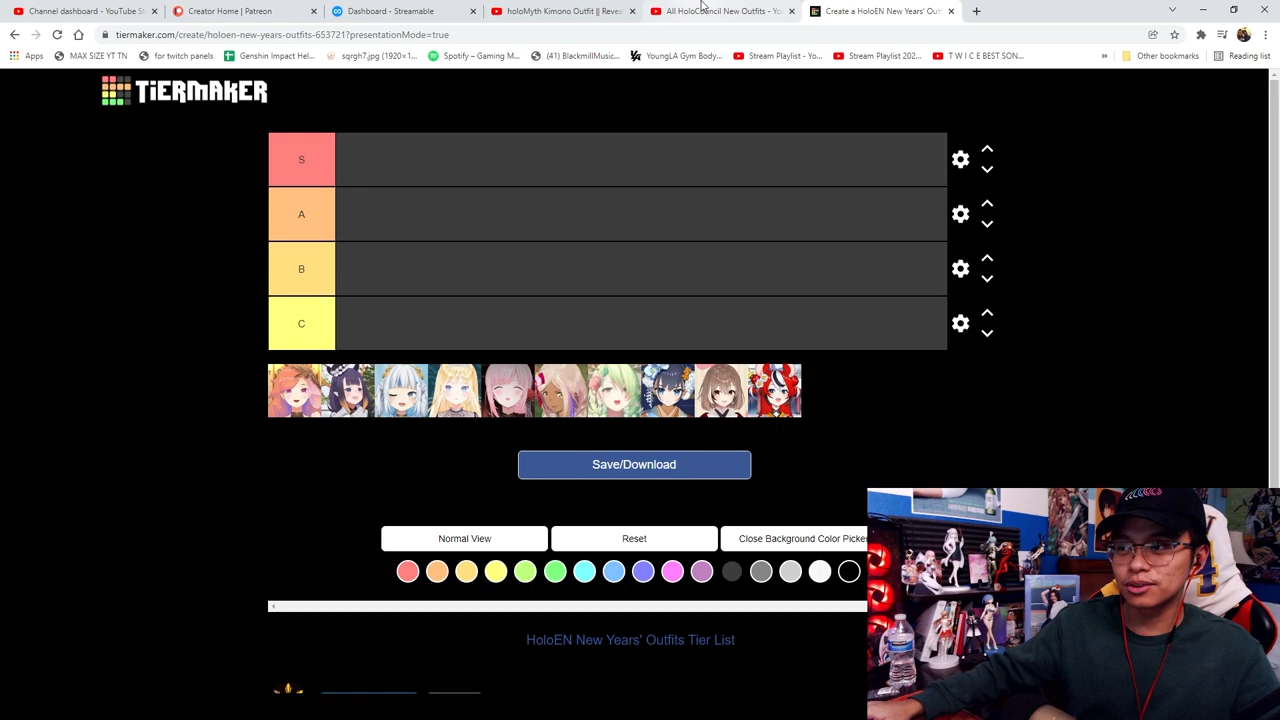 Channel dashboard - YouTube St
Creator Home | Patreon
Dashboard - Streamable
holoMyth Kimono Outfit || Revea
All HoloCouncil New Outfits - Yo
Create a HoloEN New Years' Outf
tiermaker.com/create/holoen-new-years-outfits-653721?presentationMode=true
Apps
MAX SIZE YT TN
for twitch panels
Genshin Impact Hel...
sqrgh7.jpg (1920×1...
Spotify – Gaming M...
(41) BlackmillMusic...
YoungLA Gym Body...
Stream Playlist - Yo...
Stream Playlist 202...
T W I C E BEST SON...
»
Other bookmarks
Reading list
TiERMAKER
S
A
B
C
Save/Download
Normal View
Reset
Close Background Color Picker
HoloEN New Years' Outfits Tier List